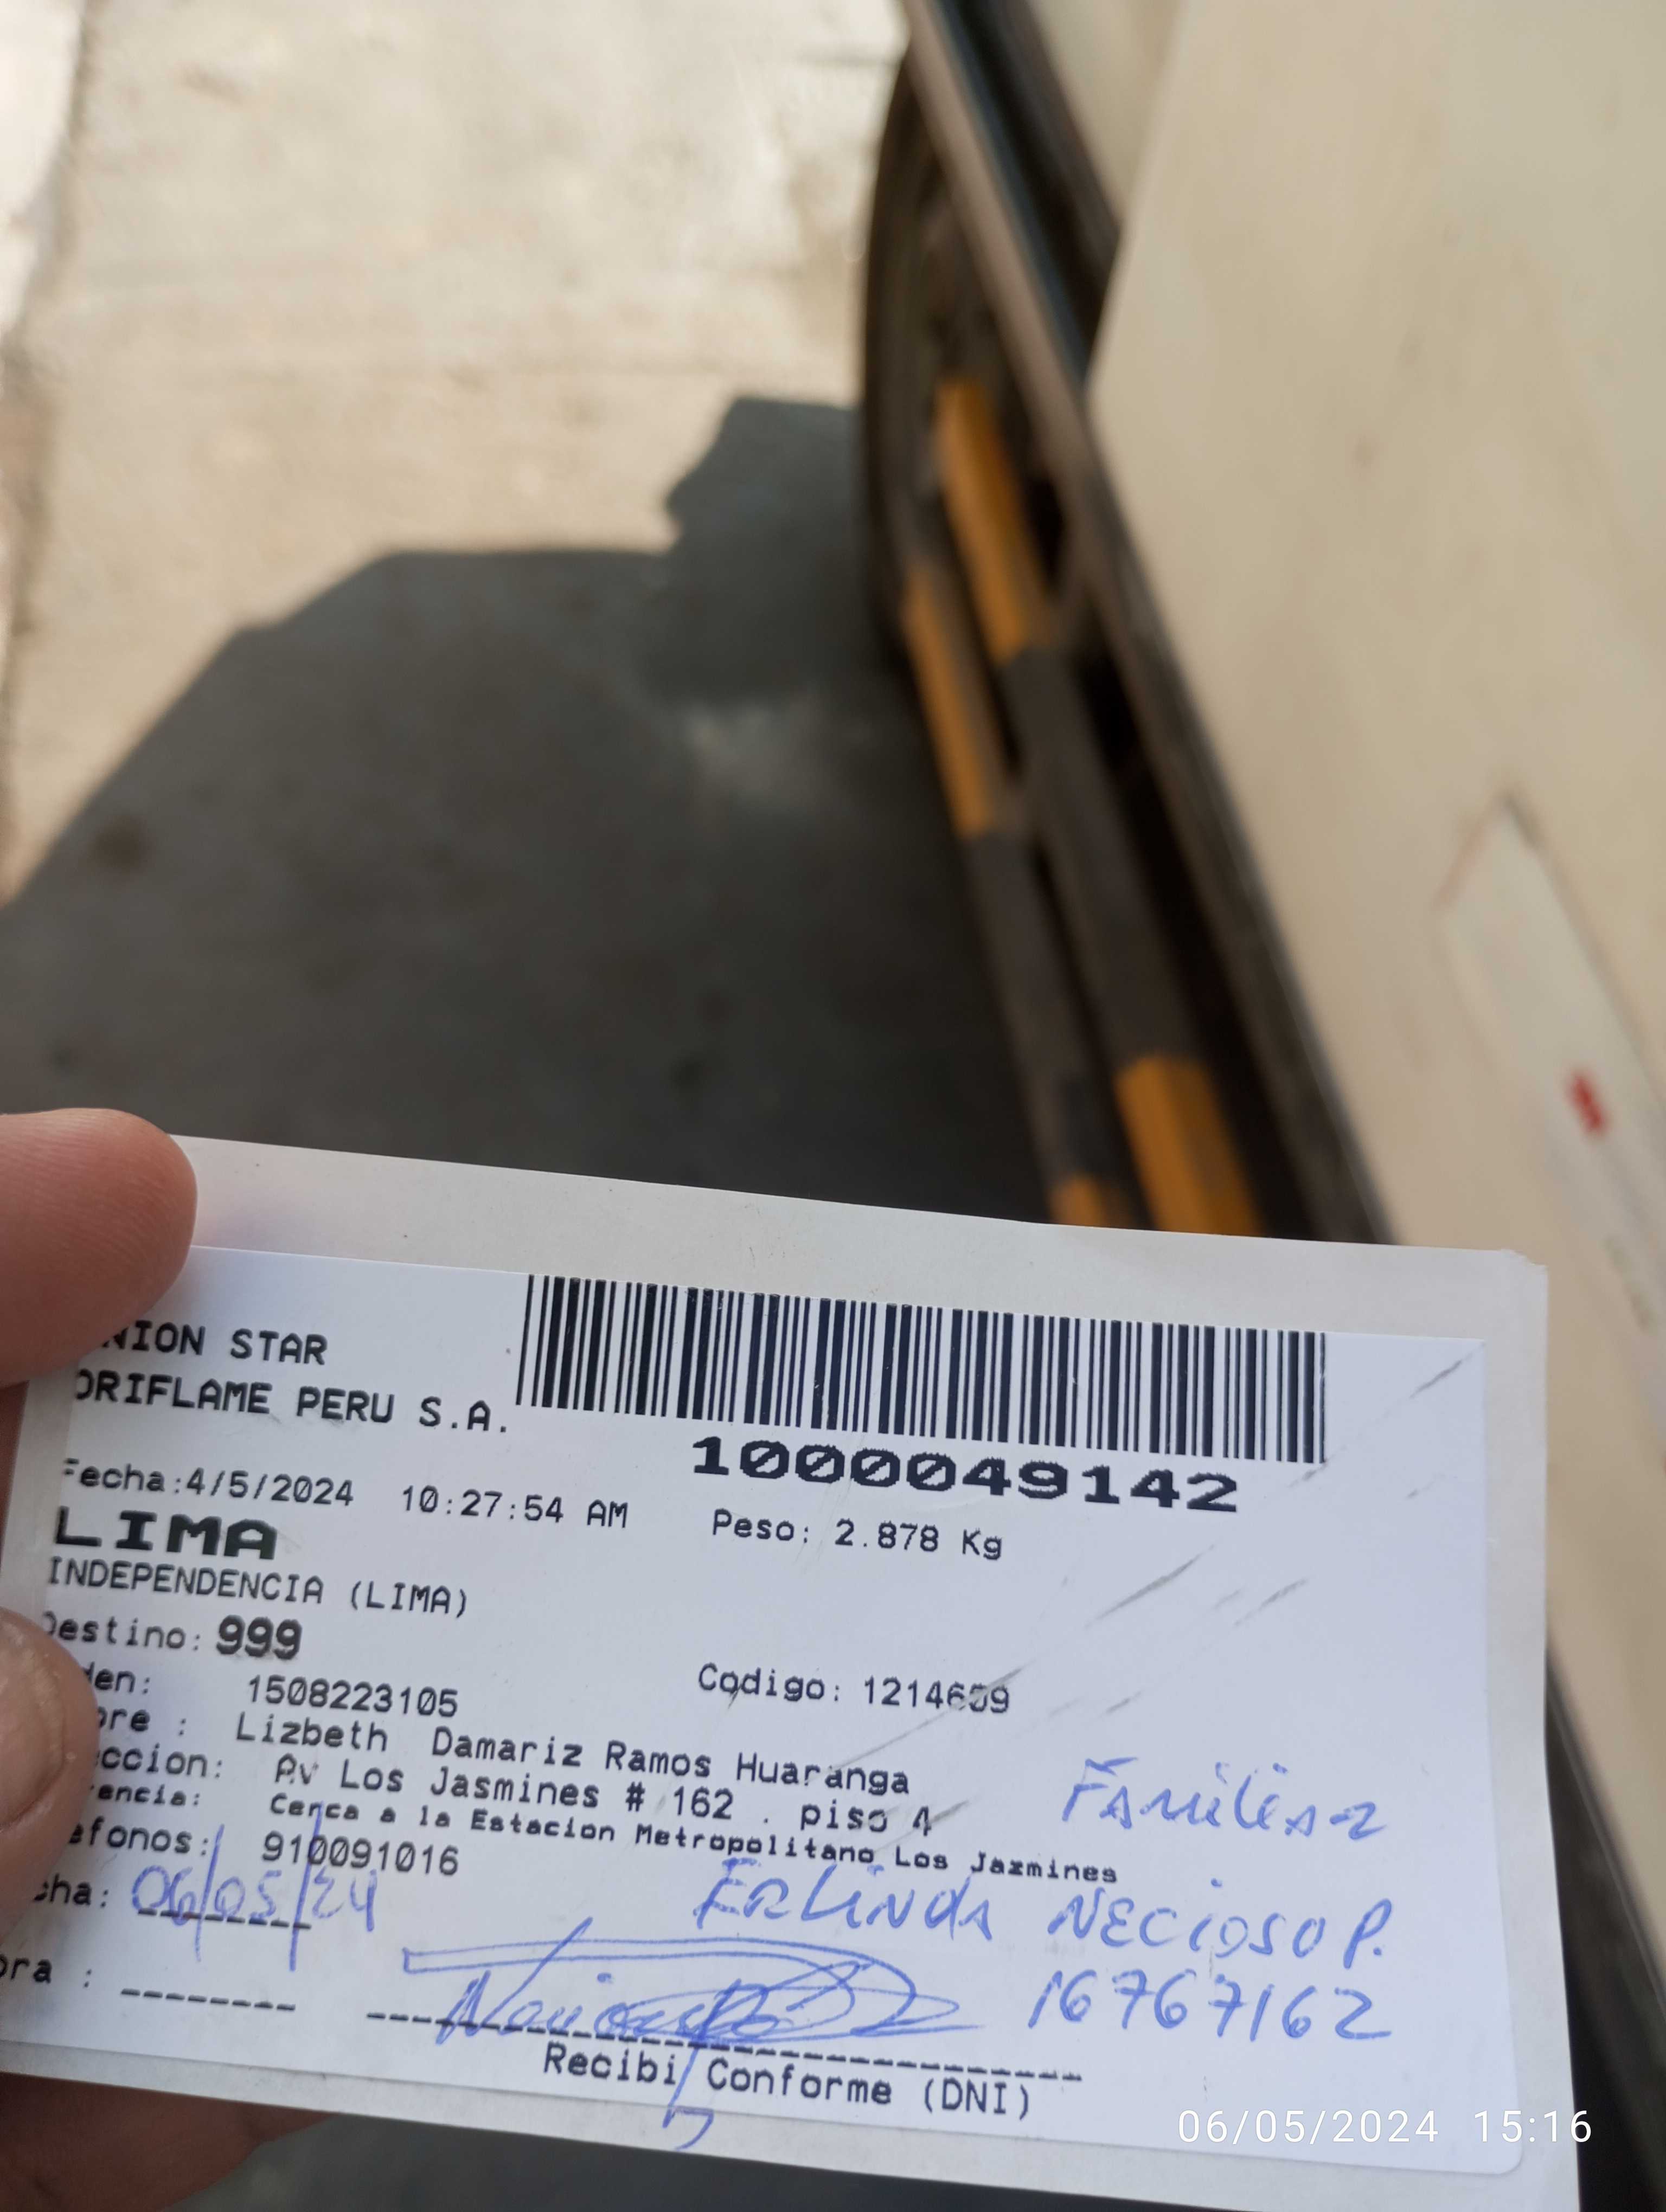 NION STAR
ORIFLAME PERU S.A.
1000049142
Fecha:4/5/2024 10:27:54 AM
Peso: 2.878 Kg
LIMA
INDEPENDENCIA (LIMA)
Destino: 999
den: 1508223105
Codigo: 1214659
bre : Lizbeth Damariz Ramos Huaranga
eccion: Av Los Jasmines # 162 . piso 4
Familiar
rencia: Cerca a la Estacion Metropolitano Los Jazmines
efonos: 910091016
cha: 06/05/24
Erlinda NECIOSO P.
ora :
16767162
Recibi Conforme (DNI)
06/05/2024 15:16